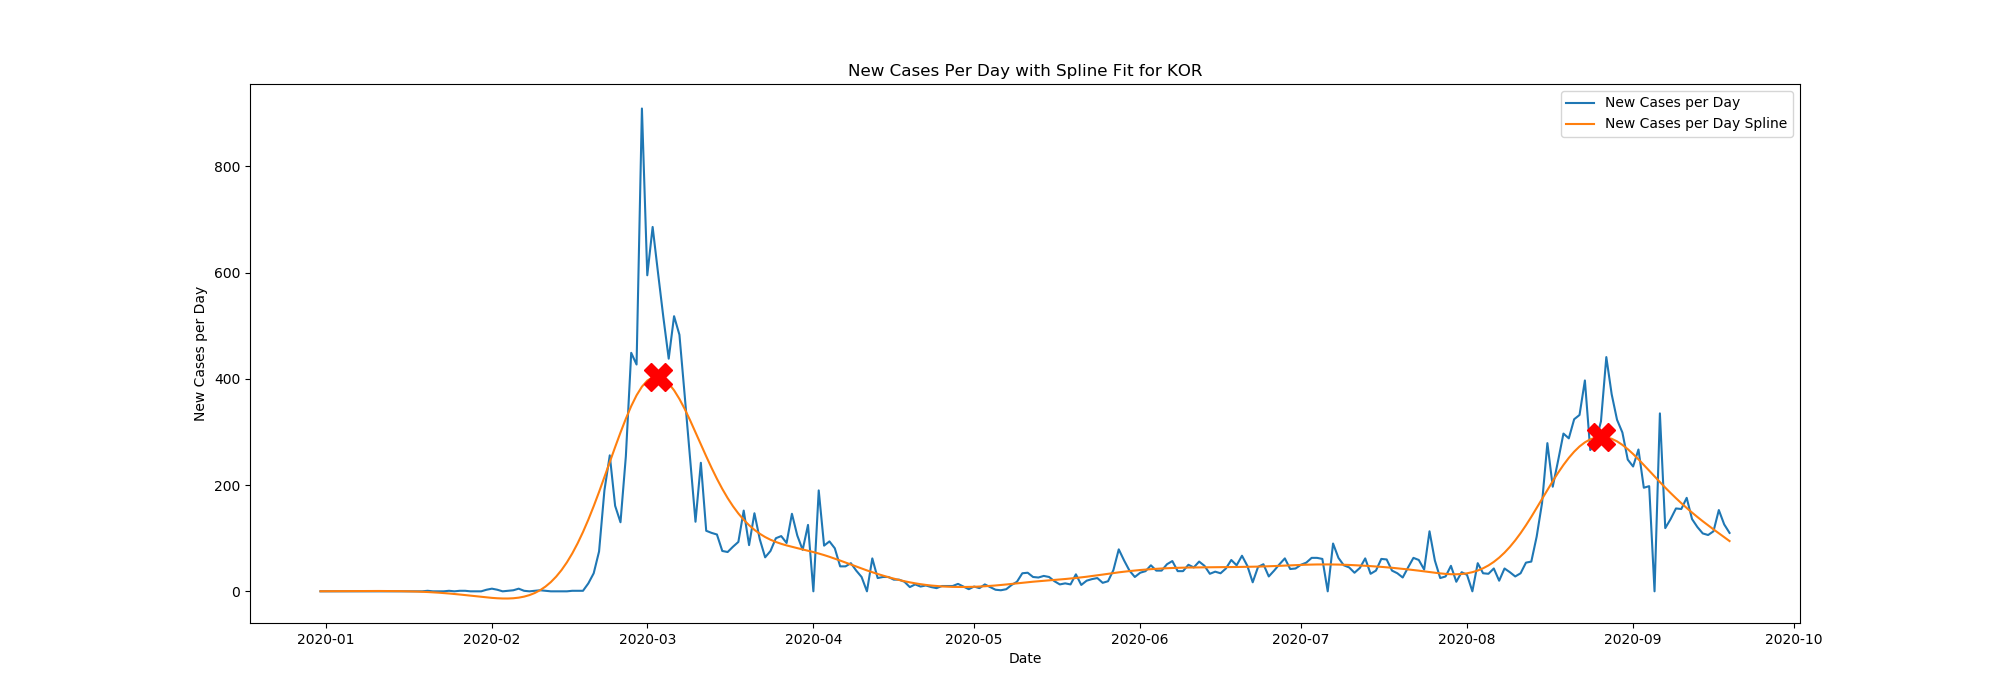 New Cases Per Day with Spline Fit for KOR
New Cases per Day
New Cases per Day Spline
New Cases per Day
800
600
400
200
0
2020-01 2020-02 2020-03 2020-04 2020-05 2020-06 2020-07 2020-08 2020-09 2020-10
Date